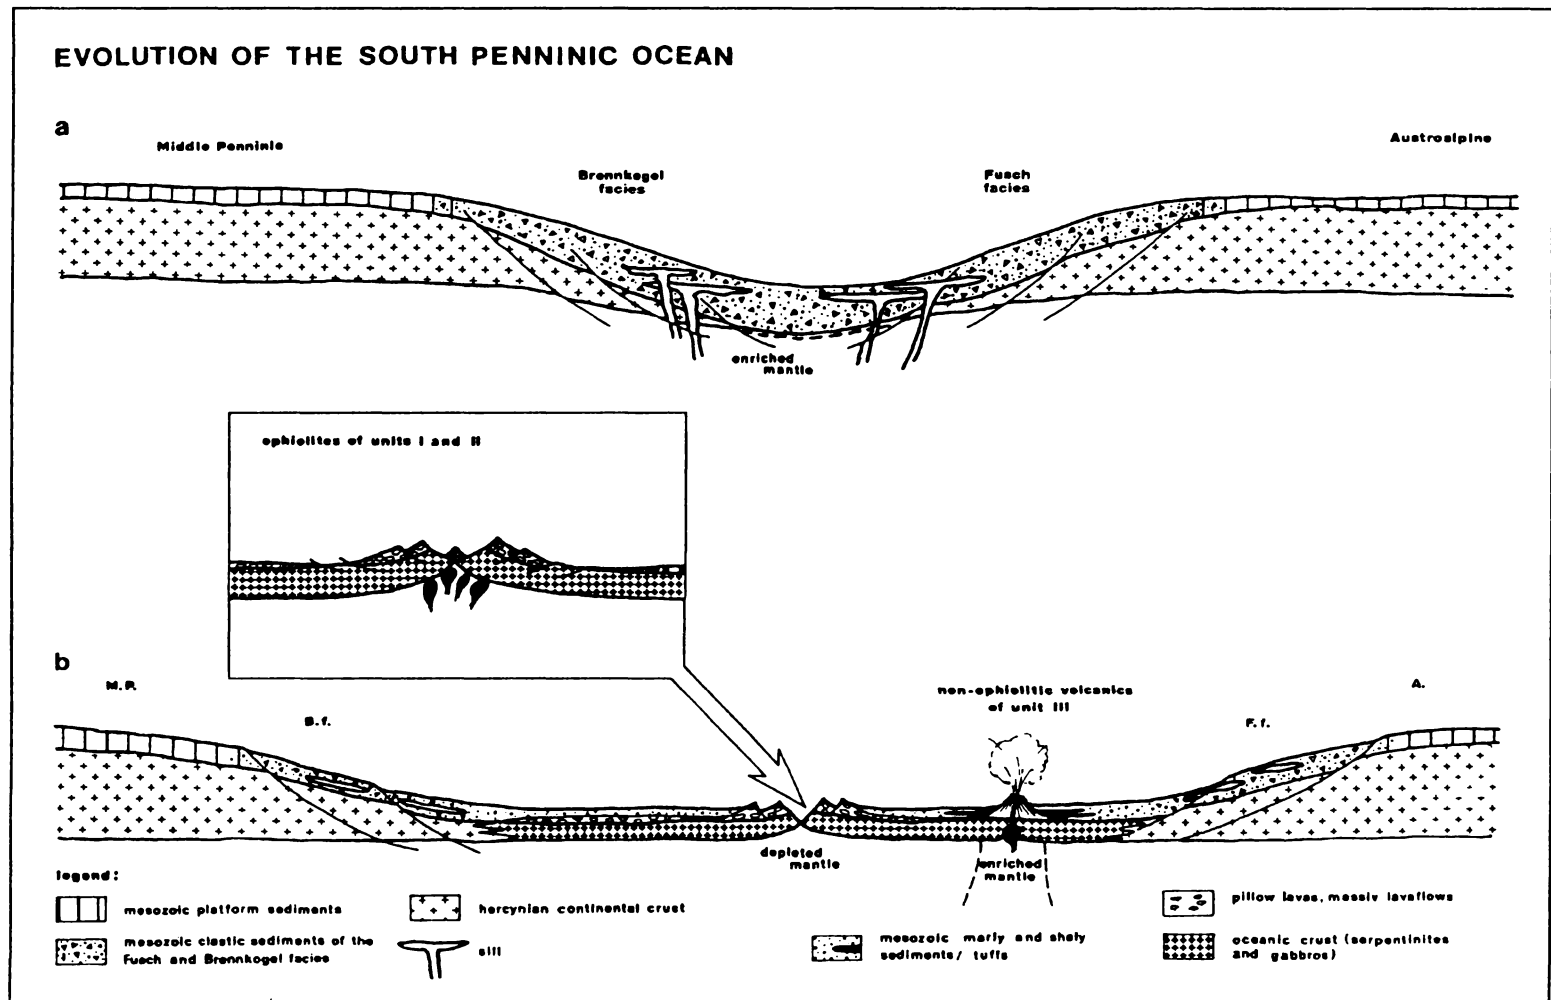 EVOLUTION OF THE SOUTH PENNINIC OCEAN
a
Middle Penninic
Austroalpine
Brennkogel
facies
Fusch
facies
enriched
mantle
ophiolites of units I and II
b
M.P.
A.
non-ophiolitic volcanics
of unit III
B.f.
F.f.
depleted
mantle
enriched
mantle
legend:
mesozoic platform sediments
hercynian continental crust
pillow lavas, massiv lavaflows
mesozoic clastic sediments of the
Fusch and Brennkogel facies
sill
mesozoic marly and shaly
sediments/ tuffs
oceanic crust (serpentinites
and gabbros)